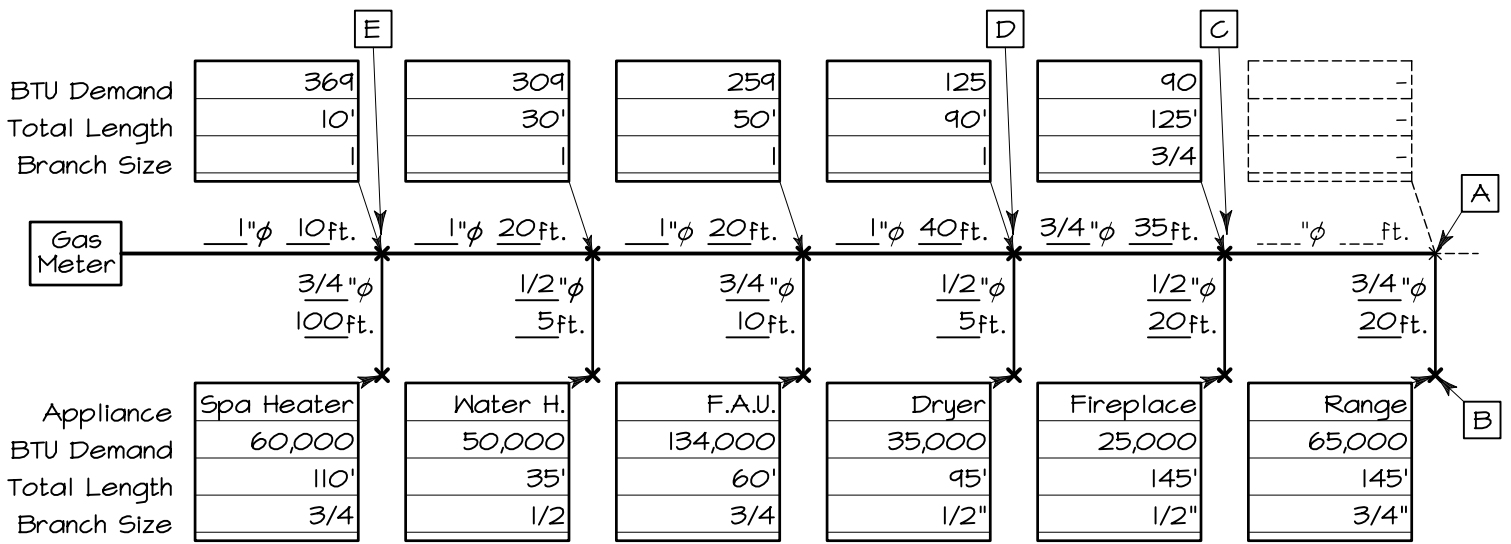 E D C
BTU Demand 369 309 259 125 90 -
Total Length 10' 30' 50' 90' 125' -
Branch Size 1 1 1 1 3/4 -
A
Gas Meter
1"ø 10ft. 1"ø 20ft. 1"ø 20ft. 1"ø 40ft. 3/4"ø 35ft. "ø ft.
3/4"ø 1/2"ø 3/4"ø 1/2"ø 1/2"ø 3/4"ø
100ft. 5ft. 10ft. 5ft. 20ft. 20ft.
Appliance Spa Heater Water H. F.A.U. Dryer Fireplace Range
B
BTU Demand 60,000 50,000 134,000 35,000 25,000 65,000
Total Length 110' 35' 60' 95' 145' 145'
Branch Size 3/4 1/2 3/4 1/2" 1/2" 3/4"